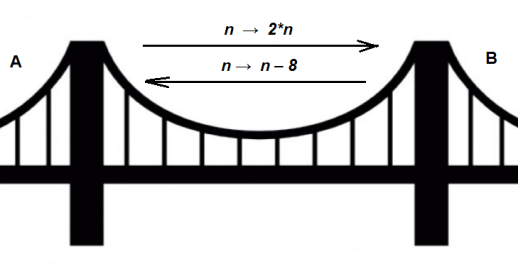 n → 2*n
A
B
n → n – 8